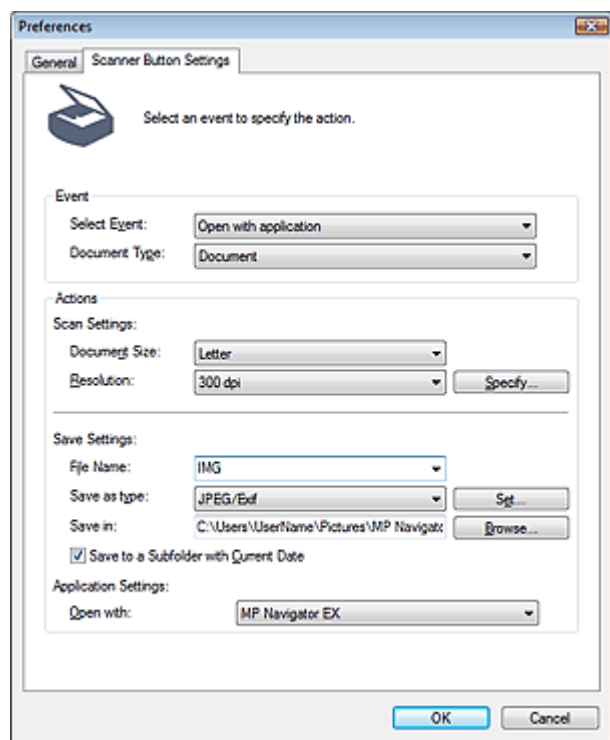 Preferences
General Scanner Button Settings
Select an event to specify the action.
Event
Select Event: Open with application
Document Type: Document
Actions
Scan Settings:
Document Size: Letter
Resolution: 300 dpi Specify...
Save Settings:
File Name: IMG
Save as type: JPEG/Exif Set...
Save in: C:\Users\UserName\Pictures\MP Navigato Browse...
Save to a Subfolder with Current Date
Application Settings:
Open with: MP Navigator EX
OK Cancel